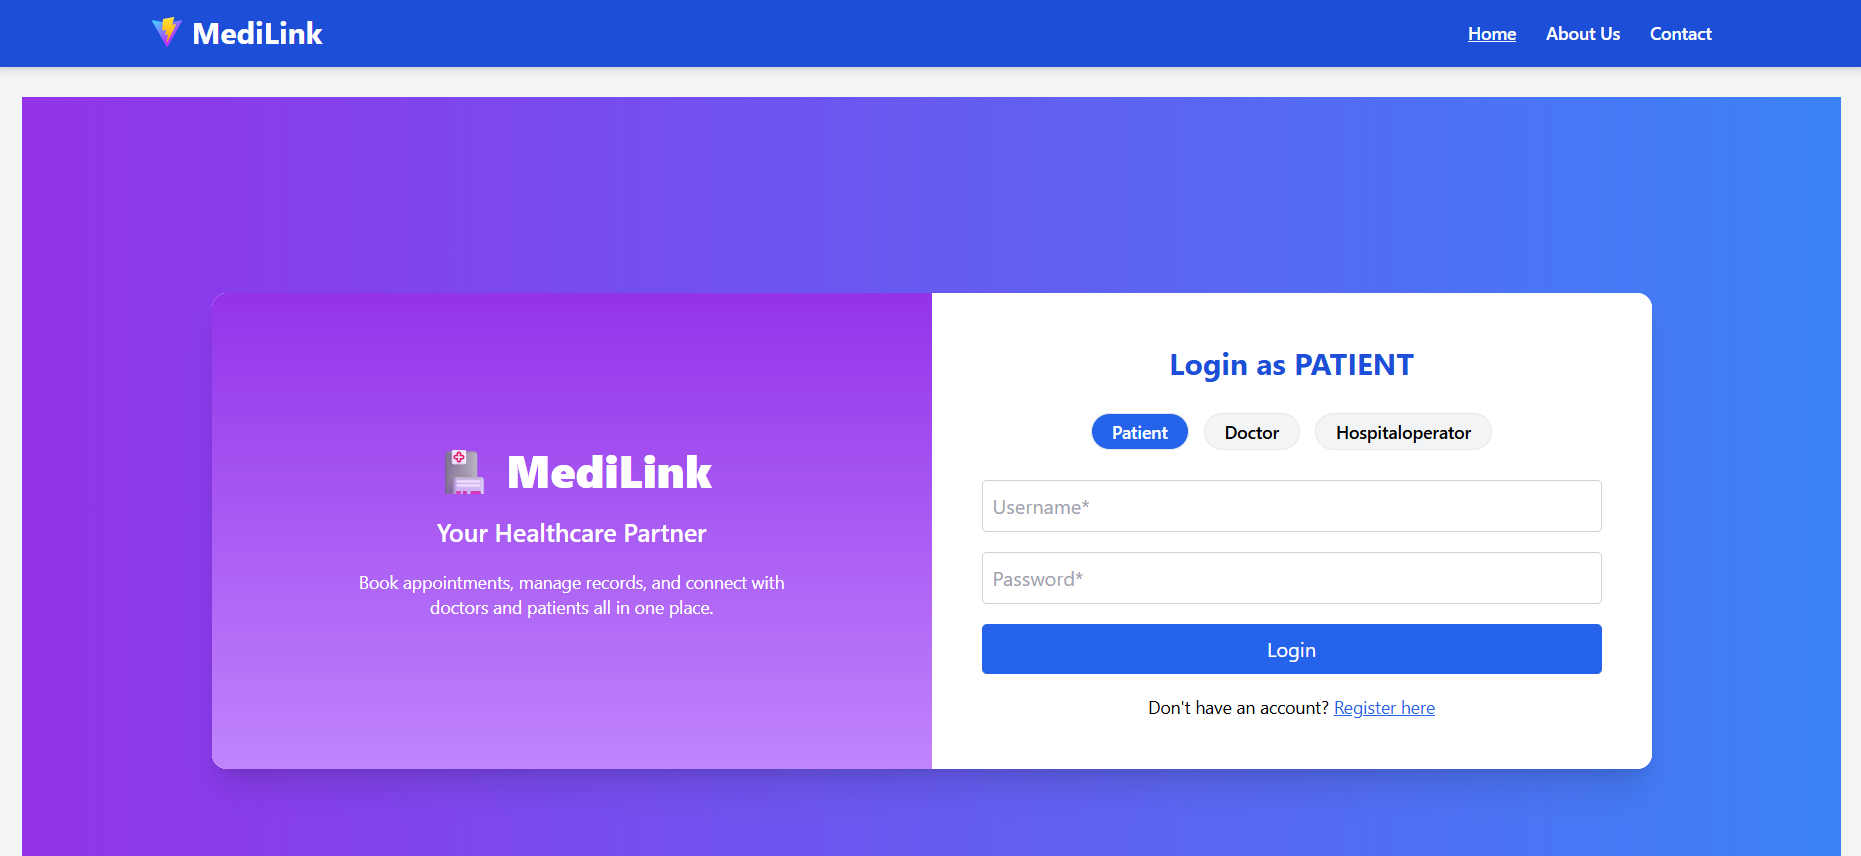 MediLink
Home About Us Contact
MediLink
Your Healthcare Partner
Book appointments, manage records, and connect with
doctors and patients all in one place.
Login as PATIENT
Patient Doctor Hospitaloperator
Username*
Password*
Login
Don't have an account? Register here